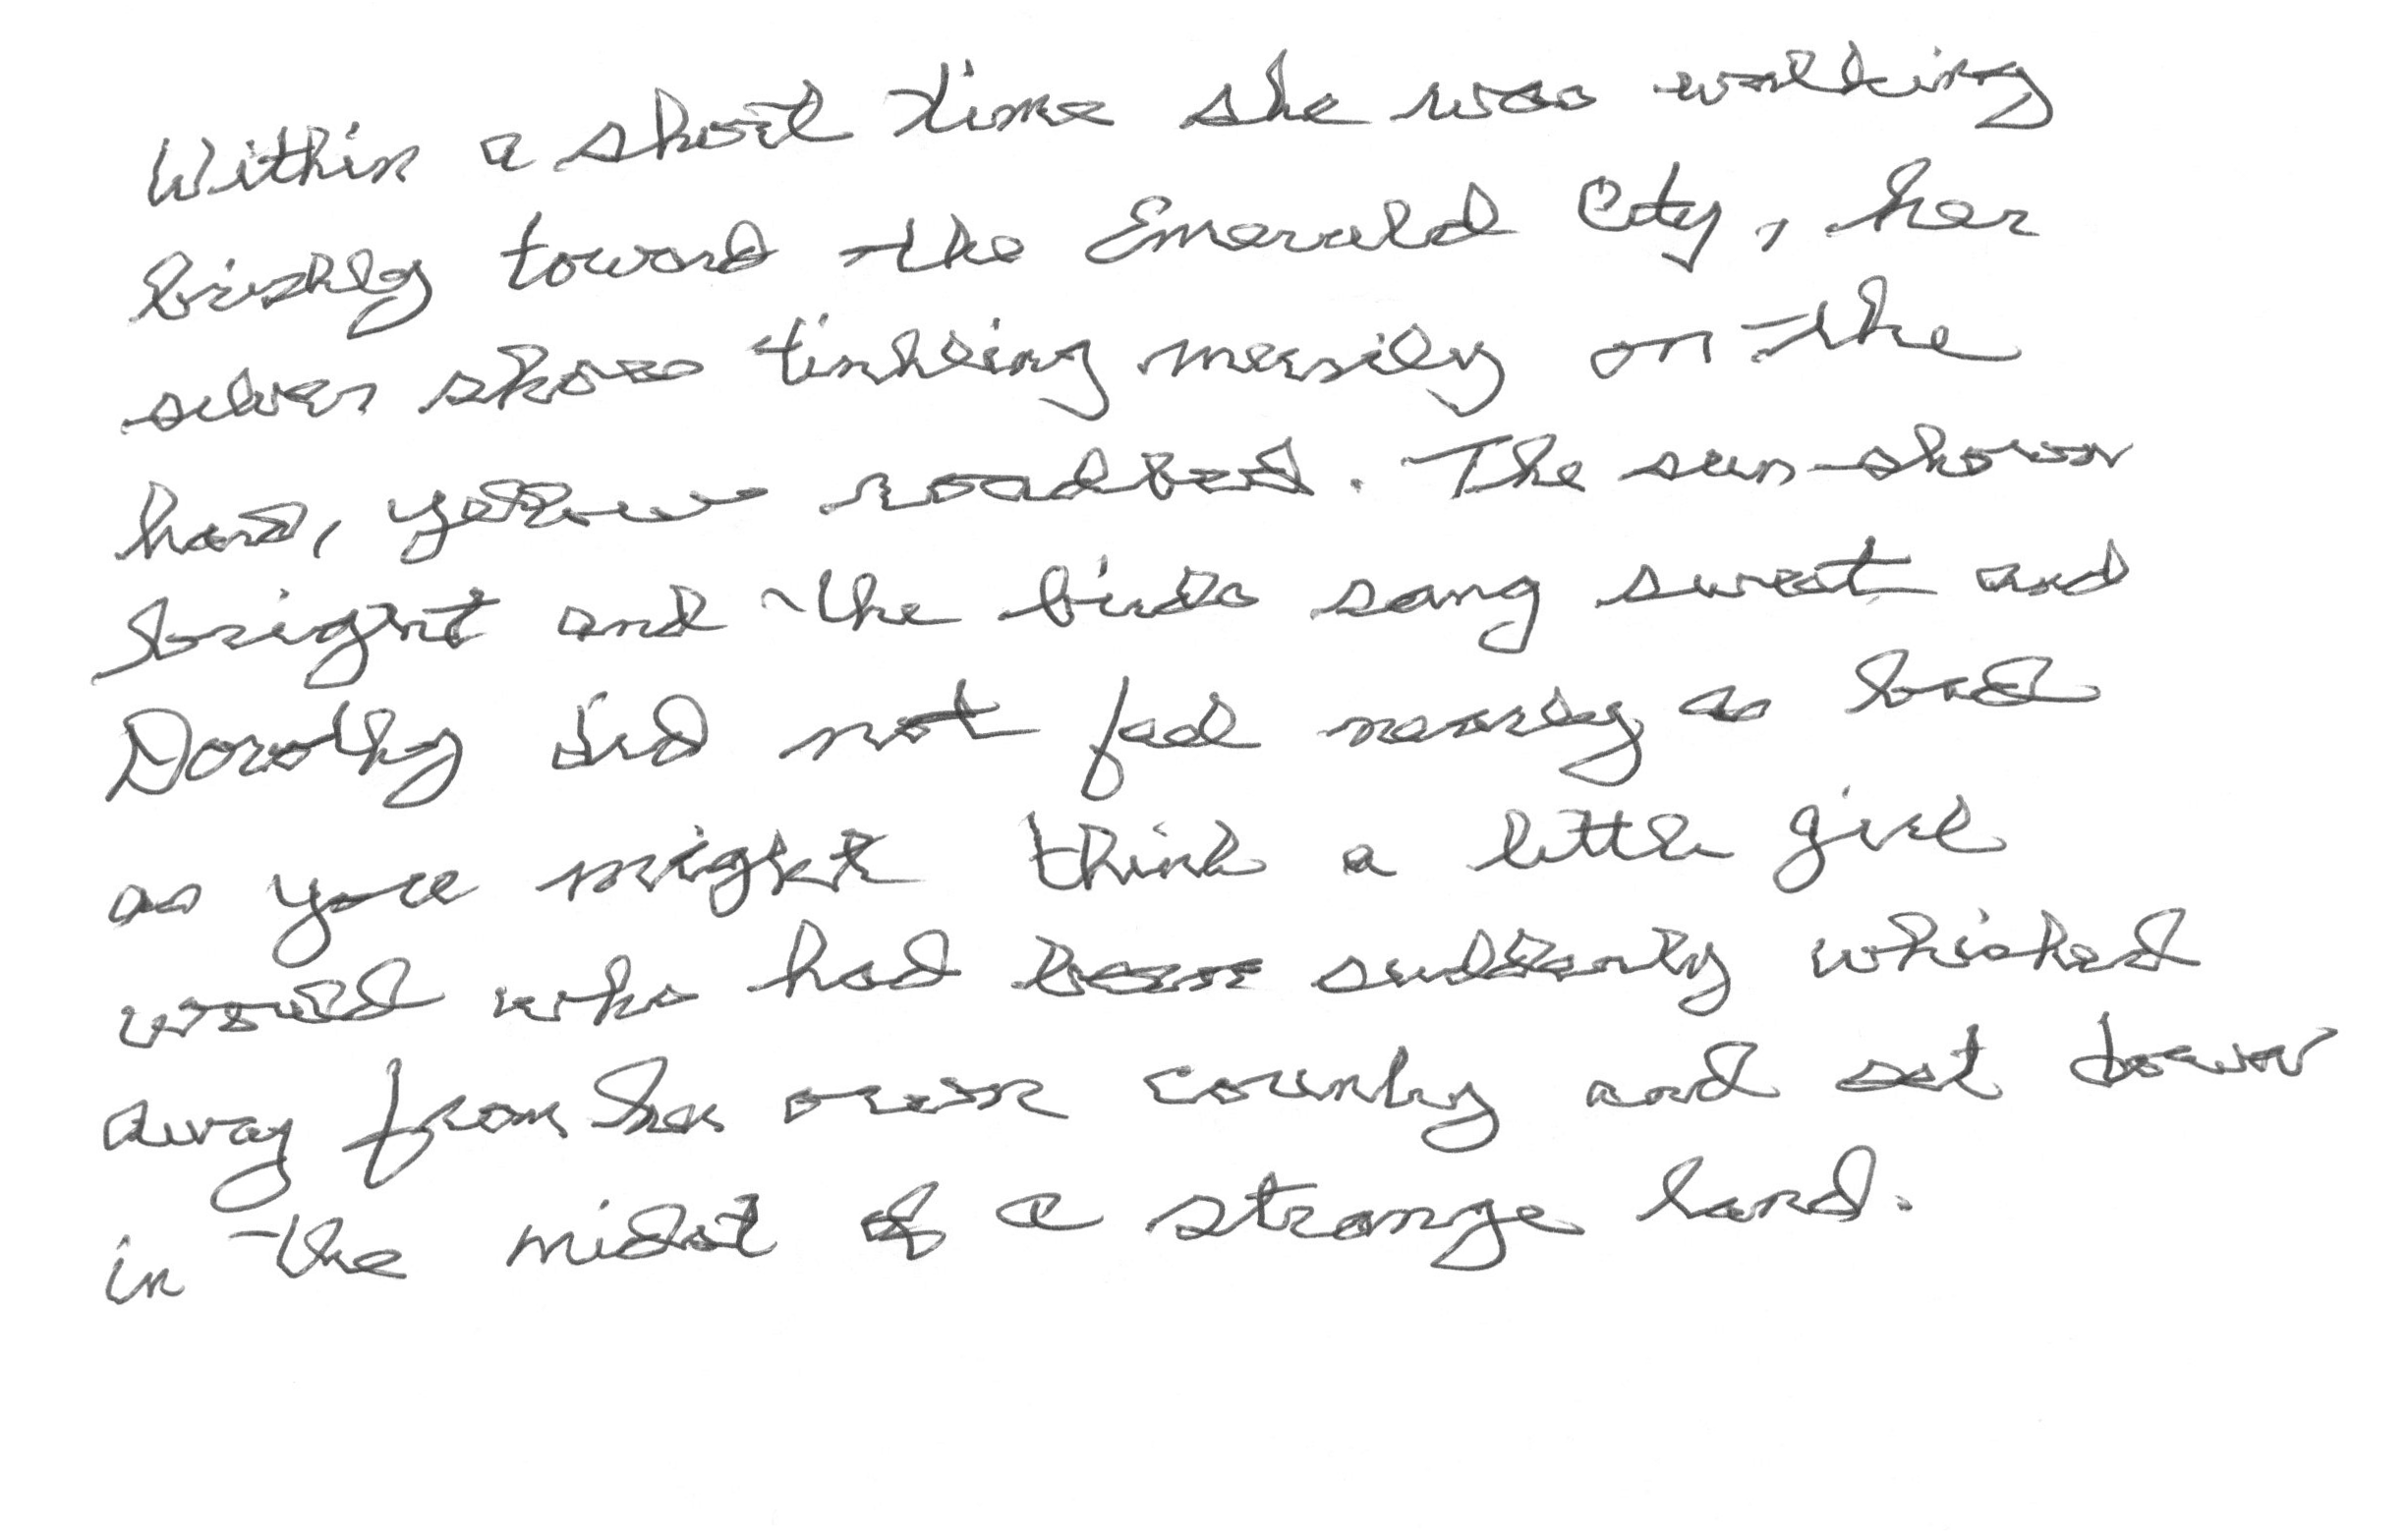 Within a short time she was walking
briskly toward the Emerald City, her
silver shoes tinkling merrily on the
hard, yellow roadbed. The sun shown
bright and the birds sang sweet and
Dorothy did not feel nearly as bad
as you might think a little girl
would who had been suddenly whisked
away from her own country and set down
in the midst of a strange land.